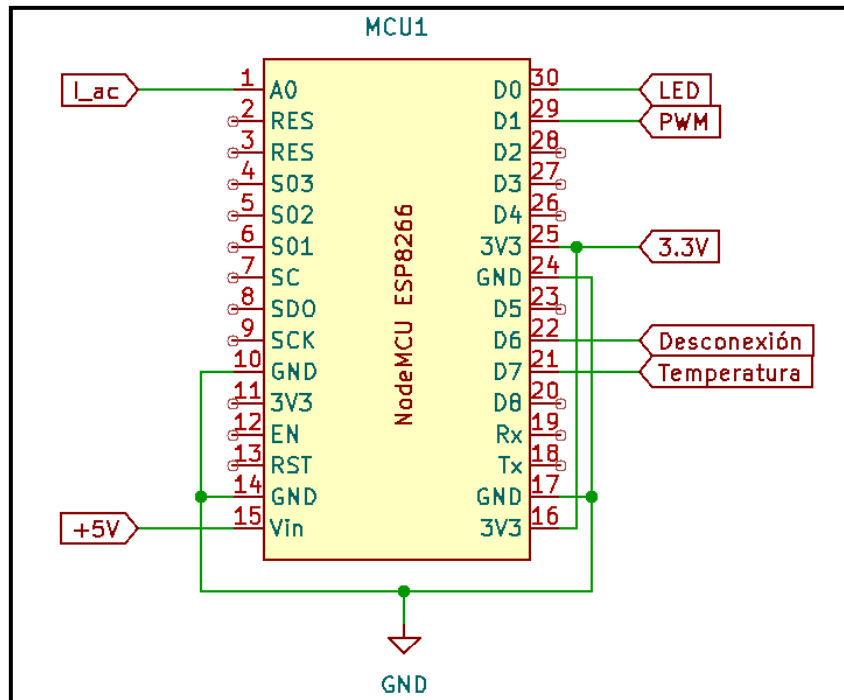 MCU1
I_ac
1 A0
2 RES
3 RES
4 SO3
5 SO2
6 SO1
7 SC
8 SDO
9 SCK
10 GND
11 3V3
12 EN
13 RST
14 GND
+5V
15 Vin
NodeMCU ESP8266
D0 30 LED
D1 29 PWM
D2 28
D3 27
D4 26
3V3 25 3.3V
GND 24
D5 23
D6 22 Desconexión
D7 21 Temperatura
D8 20
Rx 19
Tx 18
GND 17
3V3 16
GND